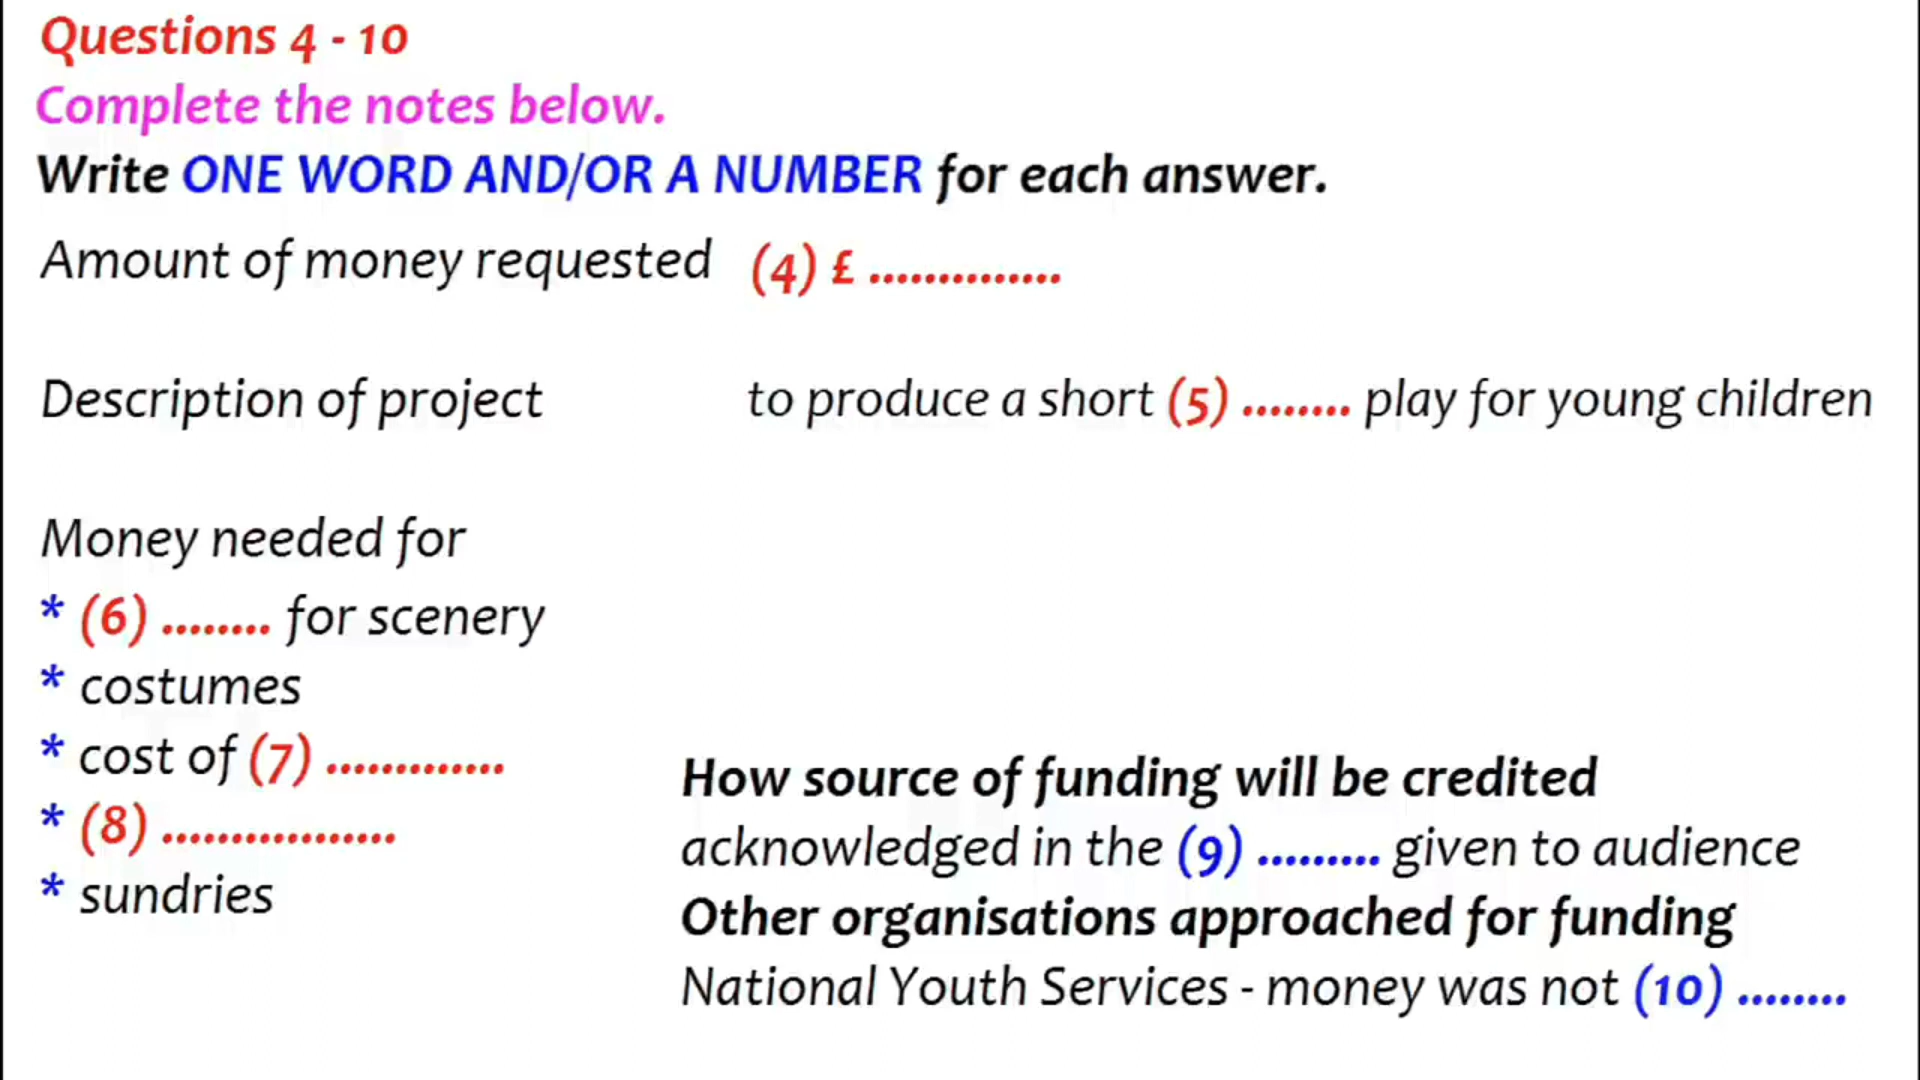 Questions 4 - 10
Complete the notes below.
Write ONE WORD AND/OR A NUMBER for each answer.
Amount of money requested (4) £ ..............
Description of project to produce a short (5) ........ play for young children
Money needed for
* (6) ........ for scenery
* costumes
* cost of (7) .............
* (8) .................
* sundries
How source of funding will be credited
acknowledged in the (9) ......... given to audience
Other organisations approached for funding
National Youth Services - money was not (10) ........